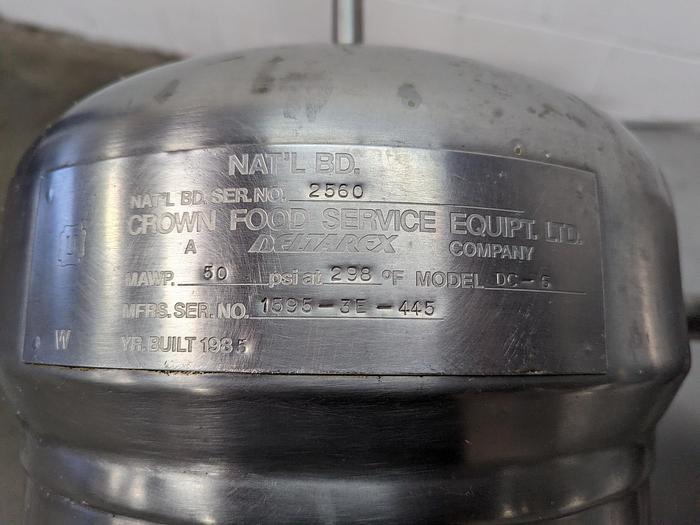 NAT'L BD.
NAT'L BD. SER. NO. 2560
CROWN FOOD SERVICE EQUIPT. LTD.
A DELTAREX COMPANY
MAWP. 50 psi at 298 °F MODEL DC-6
MFRS. SER. NO. 1595-3E-445
W YR. BUILT 1985